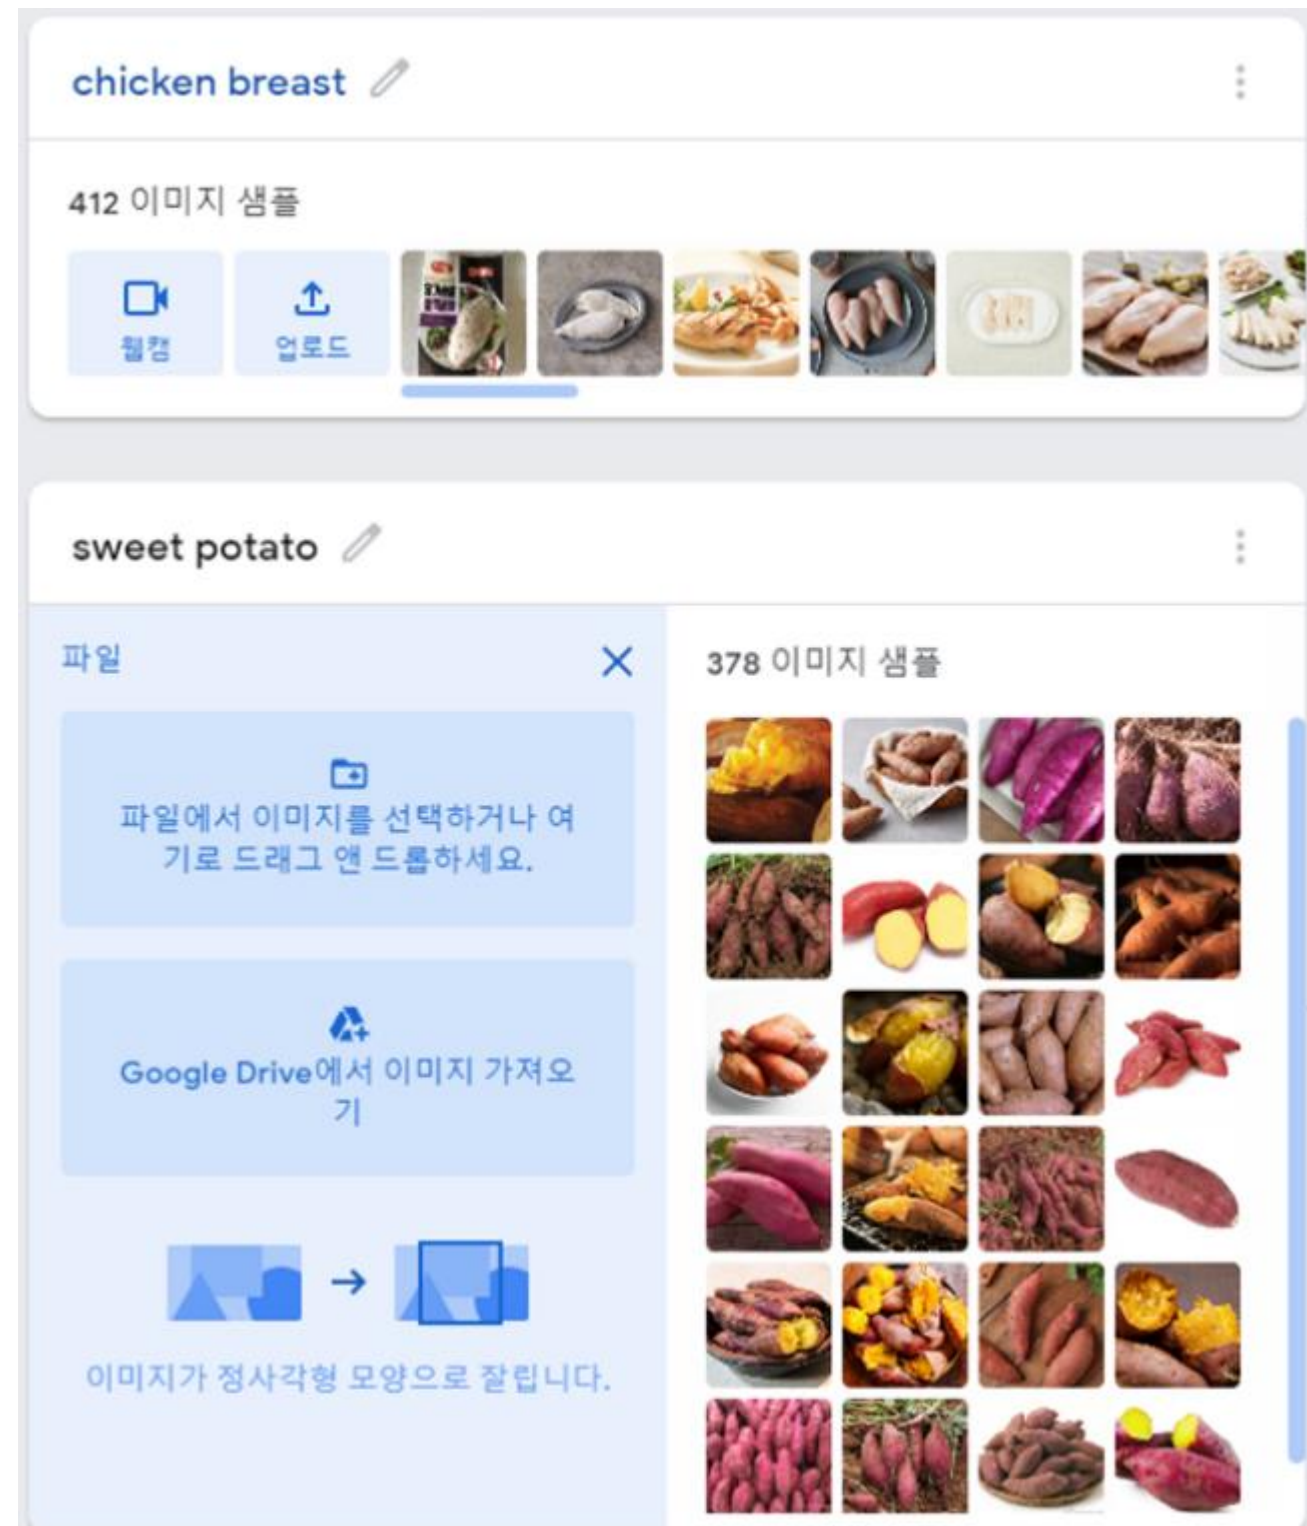 chicken breast
412 이미지 샘플
웹캠
업로드
sweet potato
파일
파일에서 이미지를 선택하거나 여
기로 드래그 앤 드롭하세요.
Google Drive에서 이미지 가져오
기
이미지가 정사각형 모양으로 잘립니다.
378 이미지 샘플